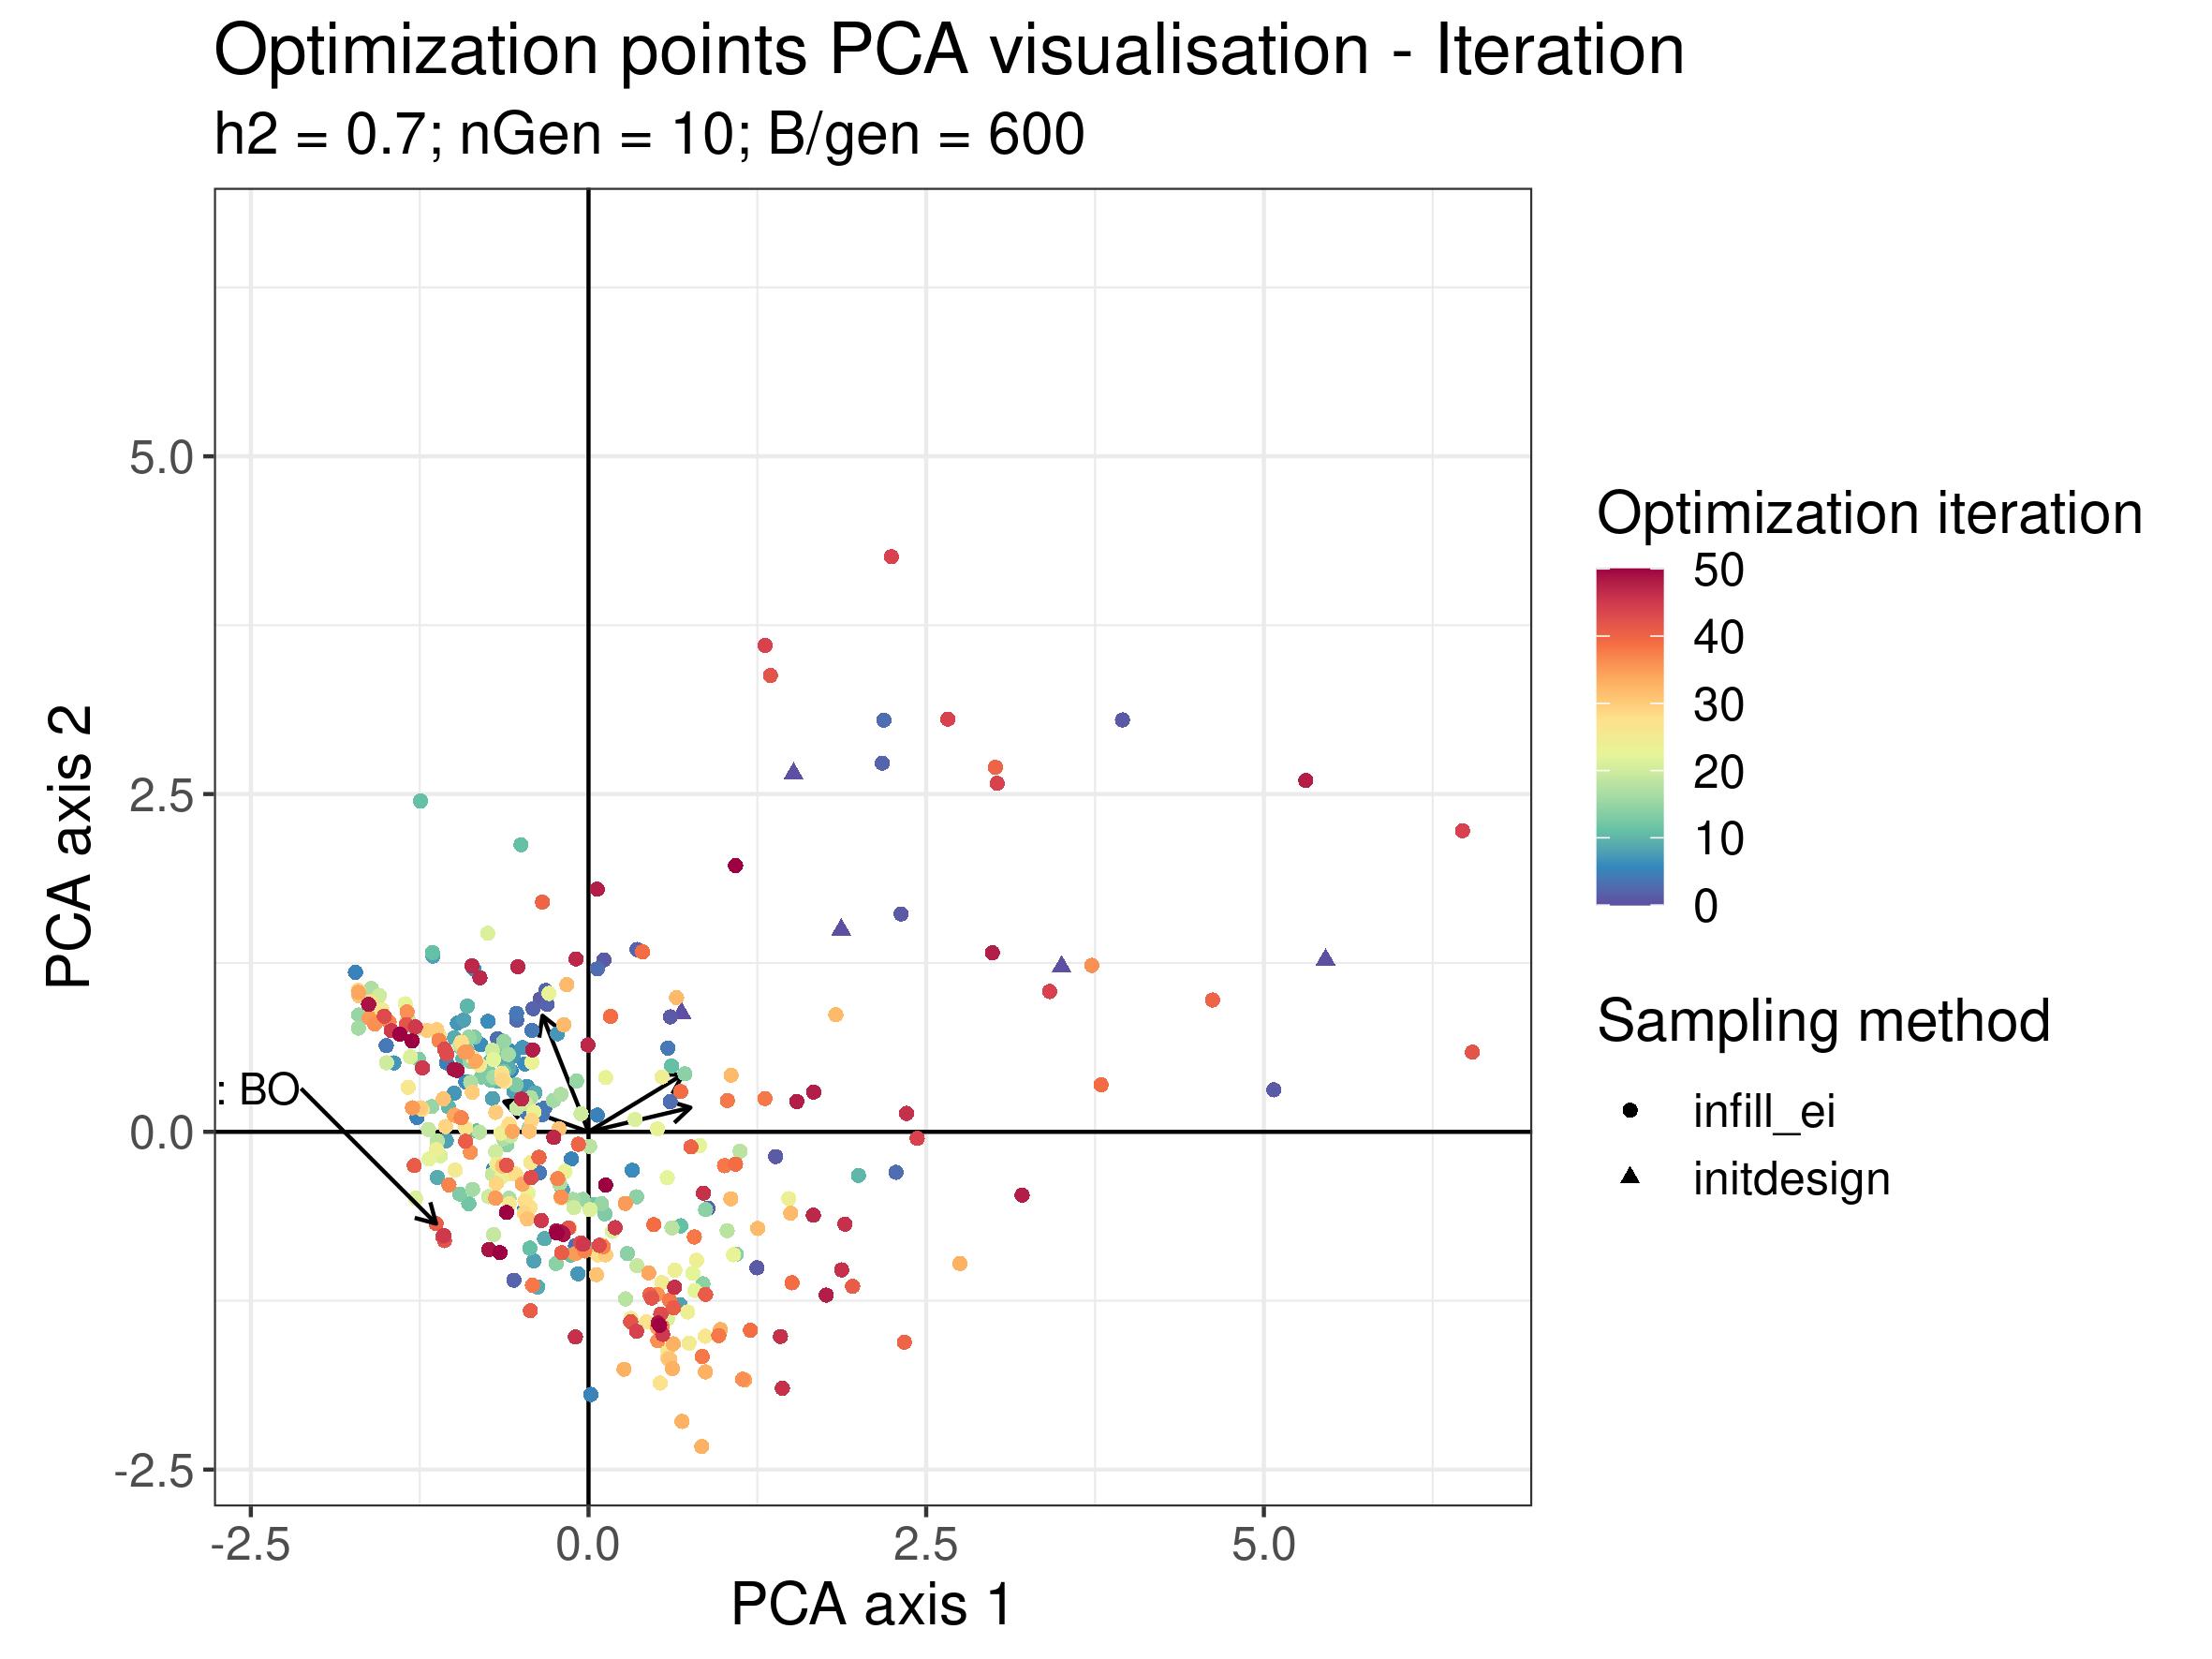 Optimization points PCA visualisation - Iteration
h2 = 0.7; nGen = 10; B/gen = 600
PCA axis 2
5.0
2.5
0.0
-2.5
: BO
-2.5
0.0
2.5
5.0
PCA axis 1
Optimization iteration
50
40
30
20
10
0
Sampling method
infill_ei
initdesign